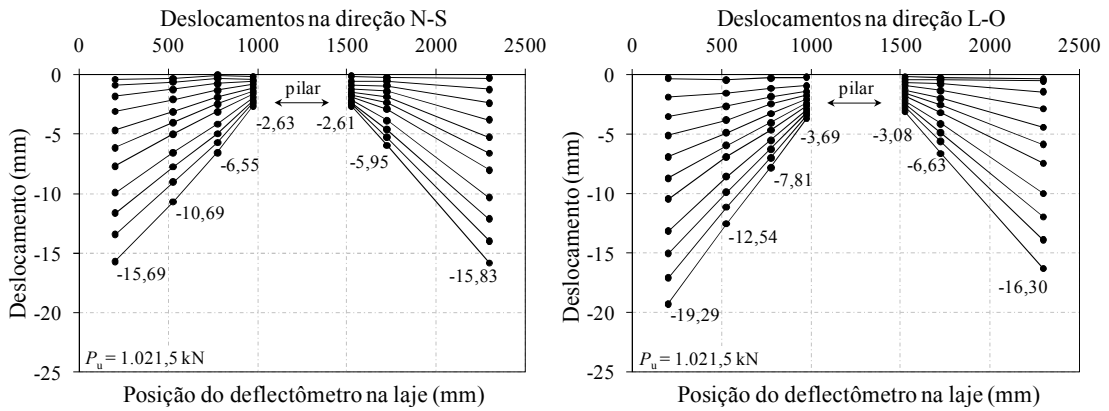 Deslocamentos na direção N-S
0 500 1000 1500 2000 2500
0
-5
-10
-15
-20
-25
Deslocamento (mm)
pilar
-2,63
-2,61
-6,55
-5,95
-10,69
-15,69
-15,83
Pu = 1.021,5 kN
Posição do deflectômetro na laje (mm)
Deslocamentos na direção L-O
0 500 1000 1500 2000 2500
0
-5
-10
-15
-20
-25
Deslocamento (mm)
pilar
-3,69
-3,08
-7,81
-6,63
-12,54
-19,29
-16,30
Pu = 1.021,5 kN
Posição do deflectômetro na laje (mm)